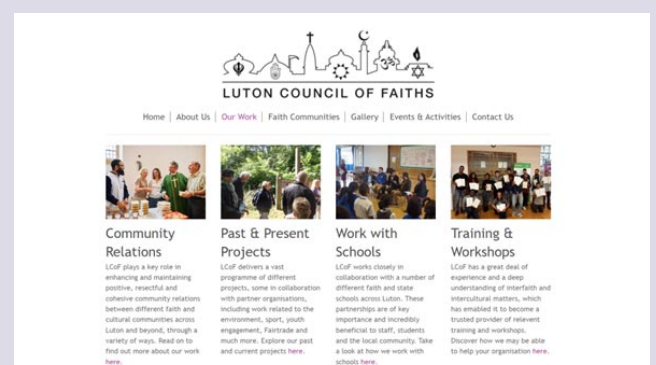 LUTON COUNCIL OF FAITHS
Home | About Us | Our Work | Faith Communities | Gallery | Events & Activities | Contact Us
Community
Relations
LCoF plays a key role in
enhancing and maintaining
positive, resectful and
cohesive community relations
between different faith and
cultural communities across
Luton and beyond, through a
variety of ways. Read on to
find out more about our work
here.
Past & Present
Projects
LCoF delivers a vast
programme of different
projects, some in collaboration
with partner organisations,
including work related to the
environment, sport, youth
engagement, Fairtrade and
much more. Explore our past
and current projects here.
Work with
Schools
LCoF works closely in
collaboration with a number of
different faith and state
schools across Luton. These
partnerships are of key
importance and incredibly
beneficial to staff, students
and the local community. Take
a look at how we work with
schools here.
Training &
Workshops
LCoF has a great deal of
experience and a deep
understanding of interfaith and
intercultural matters, which
has enabled it to become a
trusted provider of relevent
training and workshops.
Discover how we may be able
to help your organisation here.